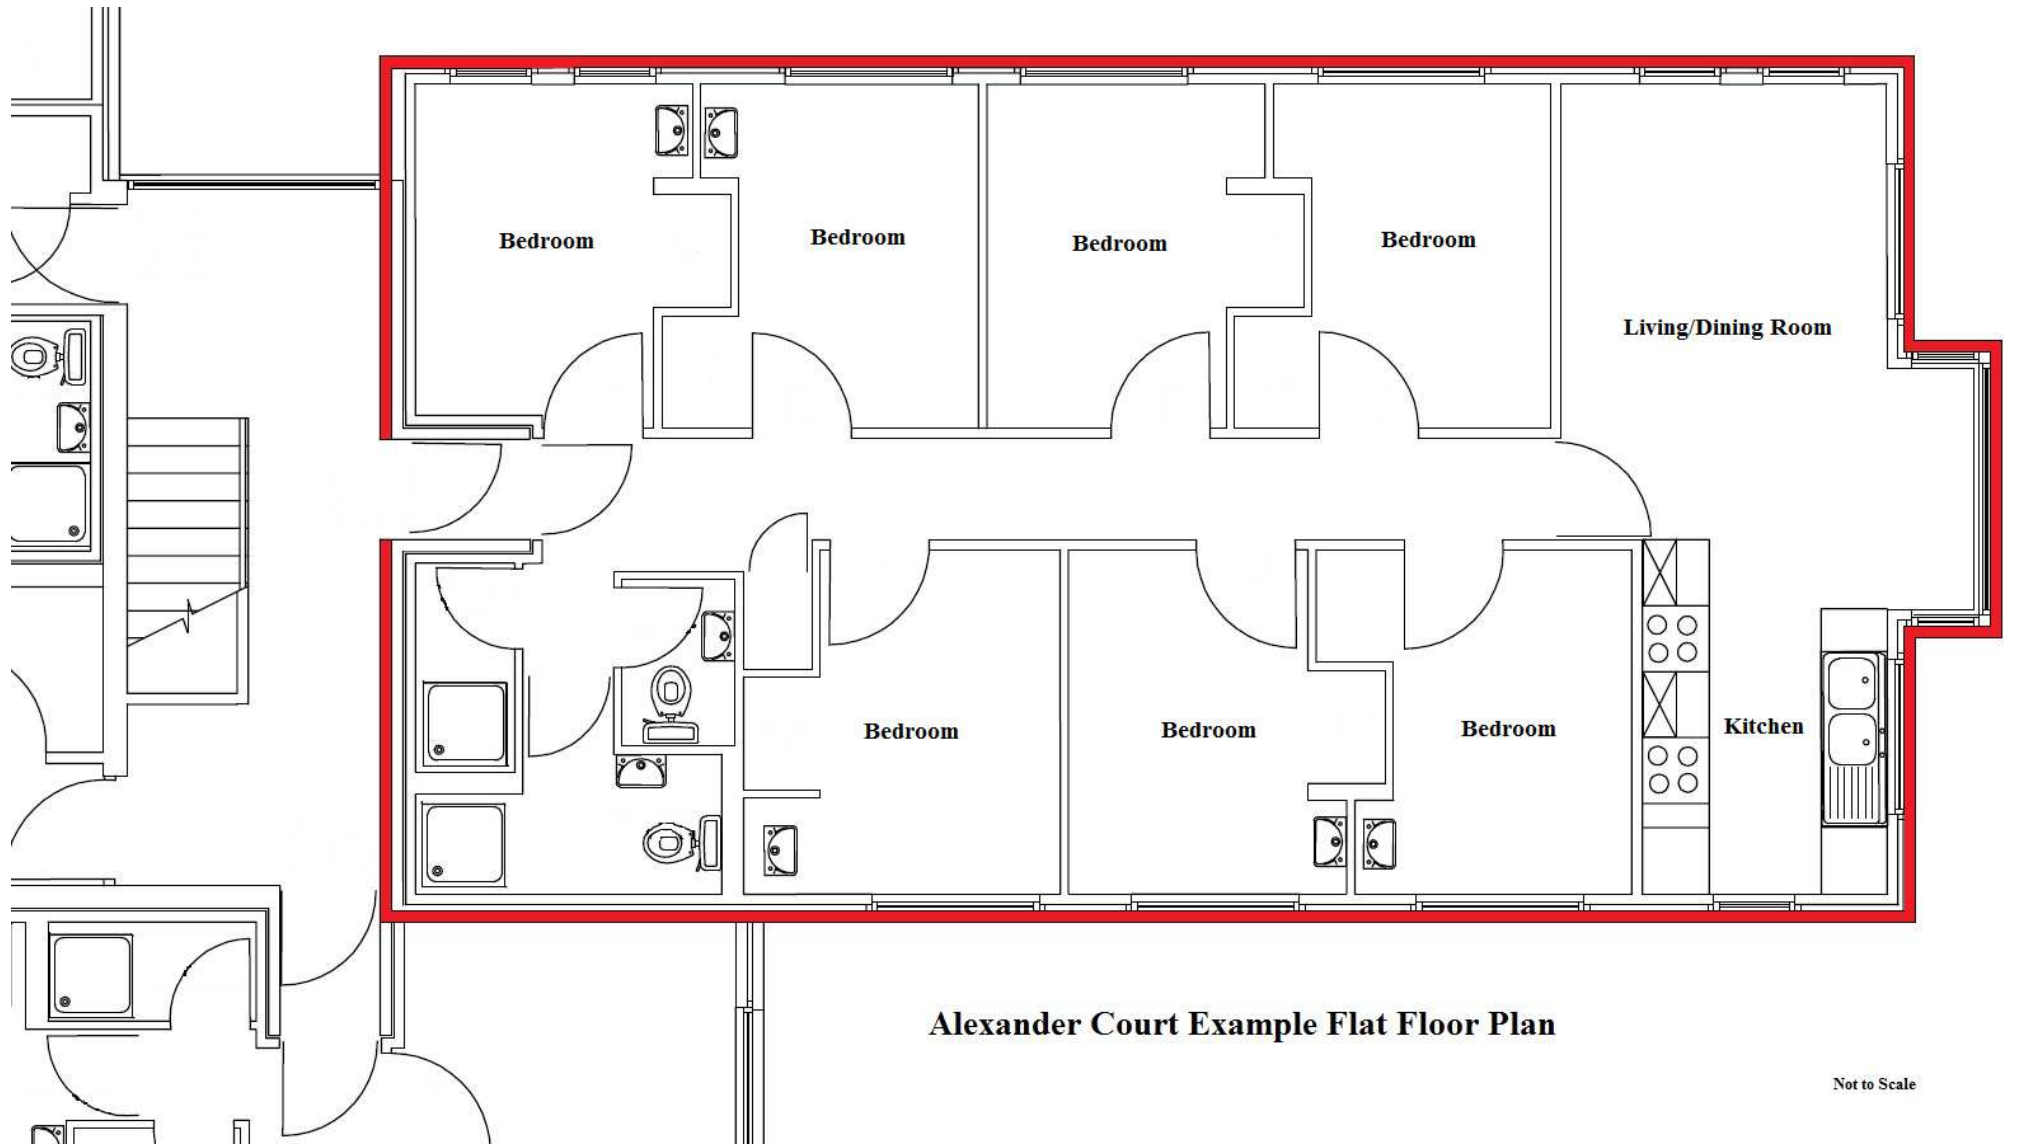 Bedroom
Bedroom
Bedroom
Bedroom
Living/Dining Room
Bedroom
Bedroom
Bedroom
Kitchen
Alexander Court Example Flat Floor Plan
Not to Scale